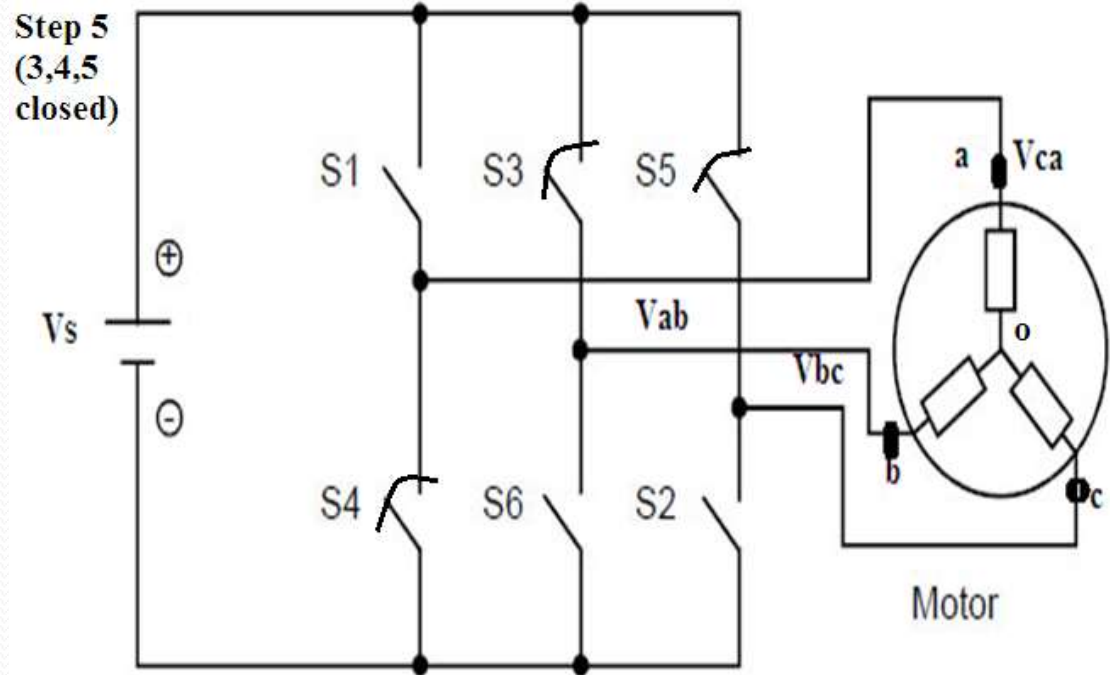 Step 5
(3,4,5
closed)
S1
S3
S5
a
Vca
+
Vs
Vab
o
Vbc
-
b
c
S4
S6
S2
Motor